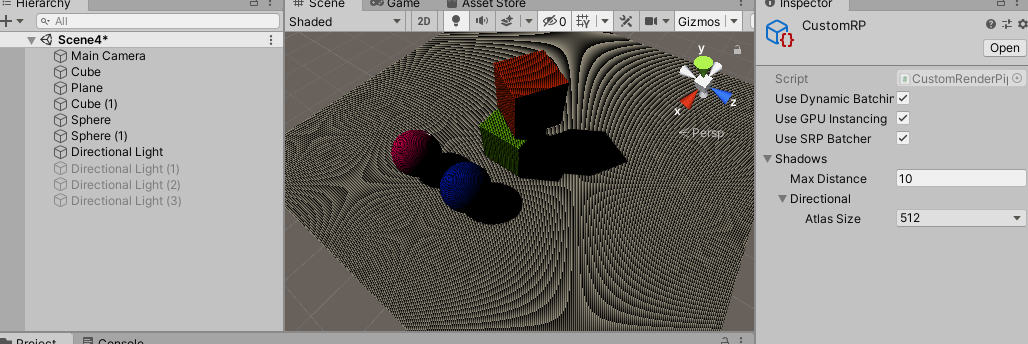 Hierarchy
All
Scene4*
Main Camera
Cube
Plane
Cube (1)
Sphere
Sphere (1)
Directional Light
Directional Light (1)
Directional Light (2)
Directional Light (3)
Scene
Game
Asset Store
Shaded
2D
0
Gizmos
y
x
z
Persp
Inspector
CustomRP
Open
Script
CustomRenderPip
Use Dynamic Batchin
Use GPU Instancing
Use SRP Batcher
Shadows
Max Distance
10
Directional
Atlas Size
512
Project
Console